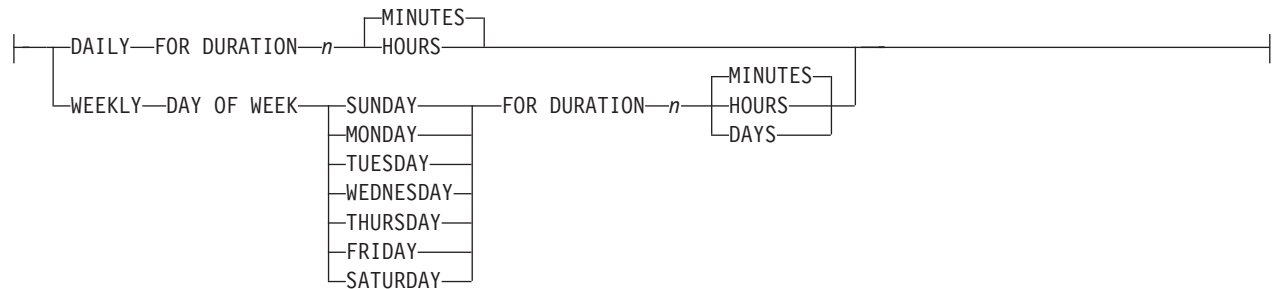 MINUTES
DAILY FOR DURATION n HOURS
MINUTES
WEEKLY DAY OF WEEK SUNDAY FOR DURATION n HOURS
MONDAY DAYS
TUESDAY
WEDNESDAY
THURSDAY
FRIDAY
SATURDAY